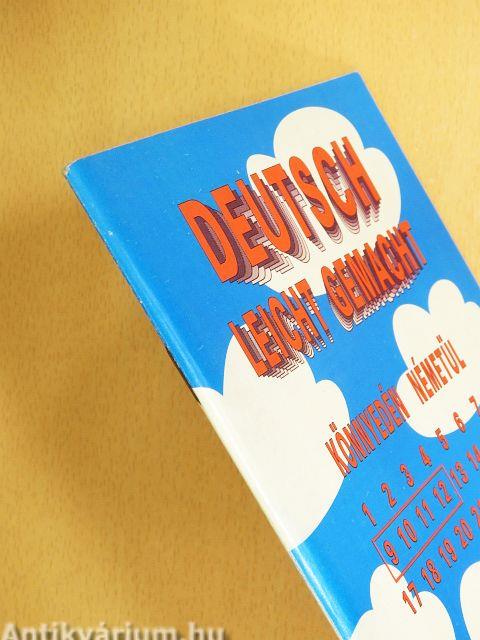 DEUTSCH
LEICHT GEMACHT
KÖNNYEDÉN NÉMETÜL
1 2 3 4 5 6 7
9 10 11 12 13 14
17 18 19 20
Antikvárium.hu